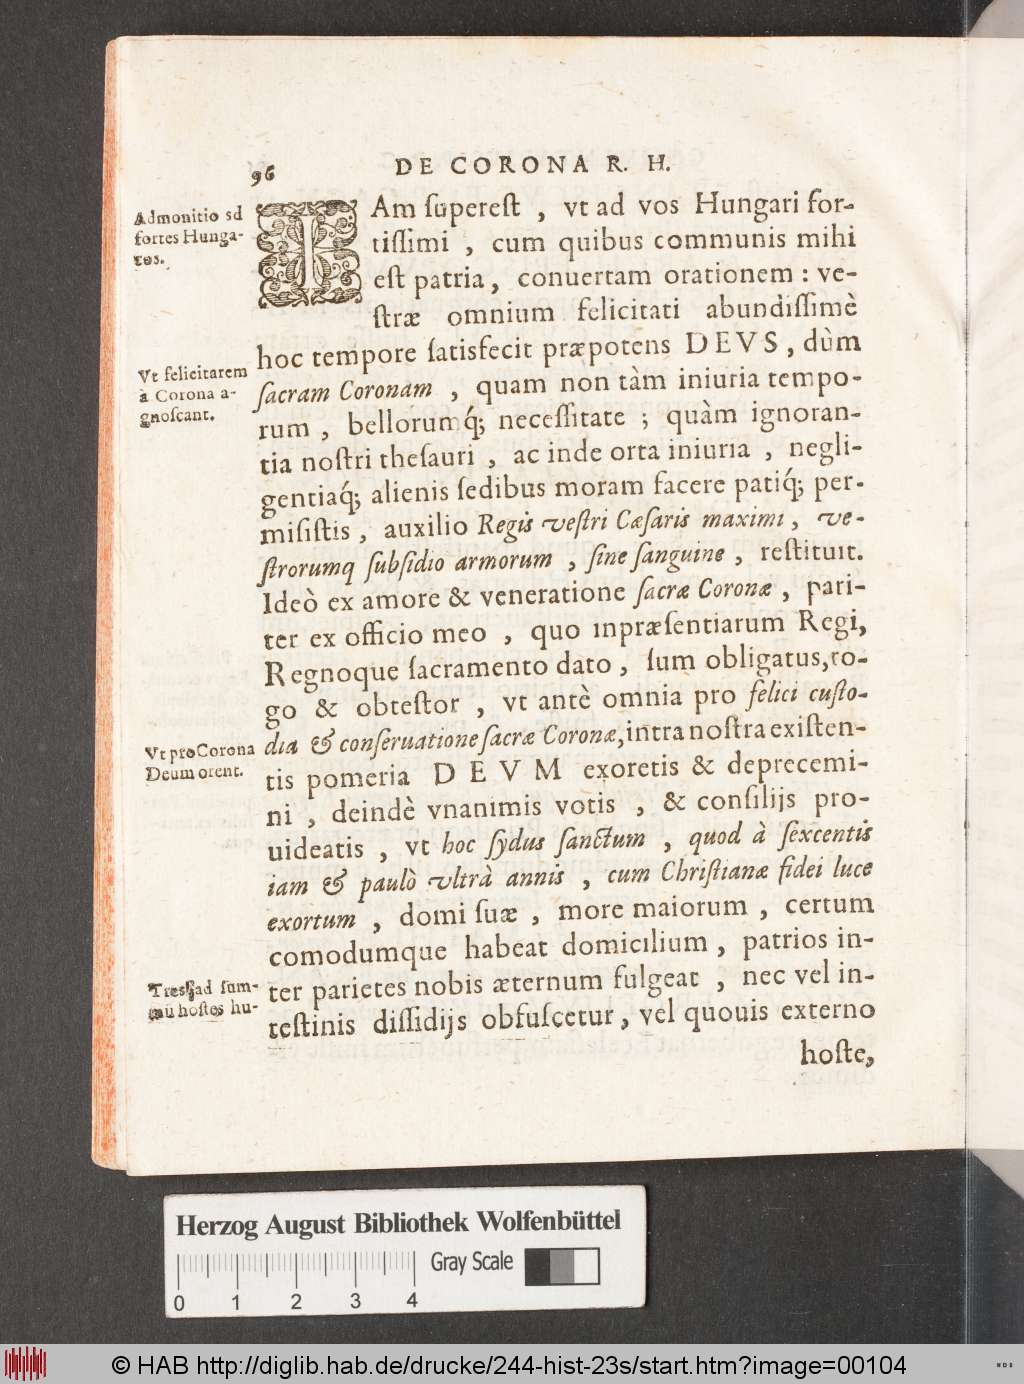 96
DE CORONA R. H.
Admonitio sd
fortes Hunga-
ros.
IAm superest , vt ad vos Hungari for-
tissimi , cum quibus communis mihi
est patria, conuertam orationem : ve-
stræ omnium felicitati abundissimè
hoc tempore satisfecit præpotens DEVS, dùm
Vt felicitatem
à Corona a-
gnoscant.
sacram Coronam , quam non tàm iniuria tempo-
rum , bellorumq́; necessitate ; quàm ignoran-
tia nostri thesauri , ac inde orta iniuria , negli-
gentiaq́; alienis sedibus moram facere patiq́; per-
misistis , auxilio Regis vestri Cæsaris maximi, ve-
strorumq subsidio armorum , sine sanguine , restituit.
Ideò ex amore & veneratione sacræ Coronæ , pari-
ter ex officio meo , quo inpræsentiarum Regi,
Regnoque sacramento dato , sum obligatus, ro-
go & obtestor , vt antè omnia pro felici custo-
Vt pro Corona
Deum orent.
dia & conseruatione sacræ Coronæ, intra nostra existen-
tis pomeria DEVM exoretis & deprecemi-
ni , deindè vnanimis votis , & consilijs pro-
uideatis , vt hoc sydus sanctum , quod à sexcentis
iam & paulò vltrà annis , cum Christianæ fidei luce
exortum , domi suæ , more maiorum , certum
comodumque habeat domicilium , patrios in-
ter parietes nobis æternum fulgeat , nec vel in-
testinis dissidijs obfuscetur, vel quouis externo
ad sum-
mũ hostes hu-
hoste,
Herzog August Bibliothek Wolfenbüttel
Gray Scale
0 1 2 3 4
© HAB http://diglib.hab.de/drucke/244-hist-23s/start.htm?image=00104